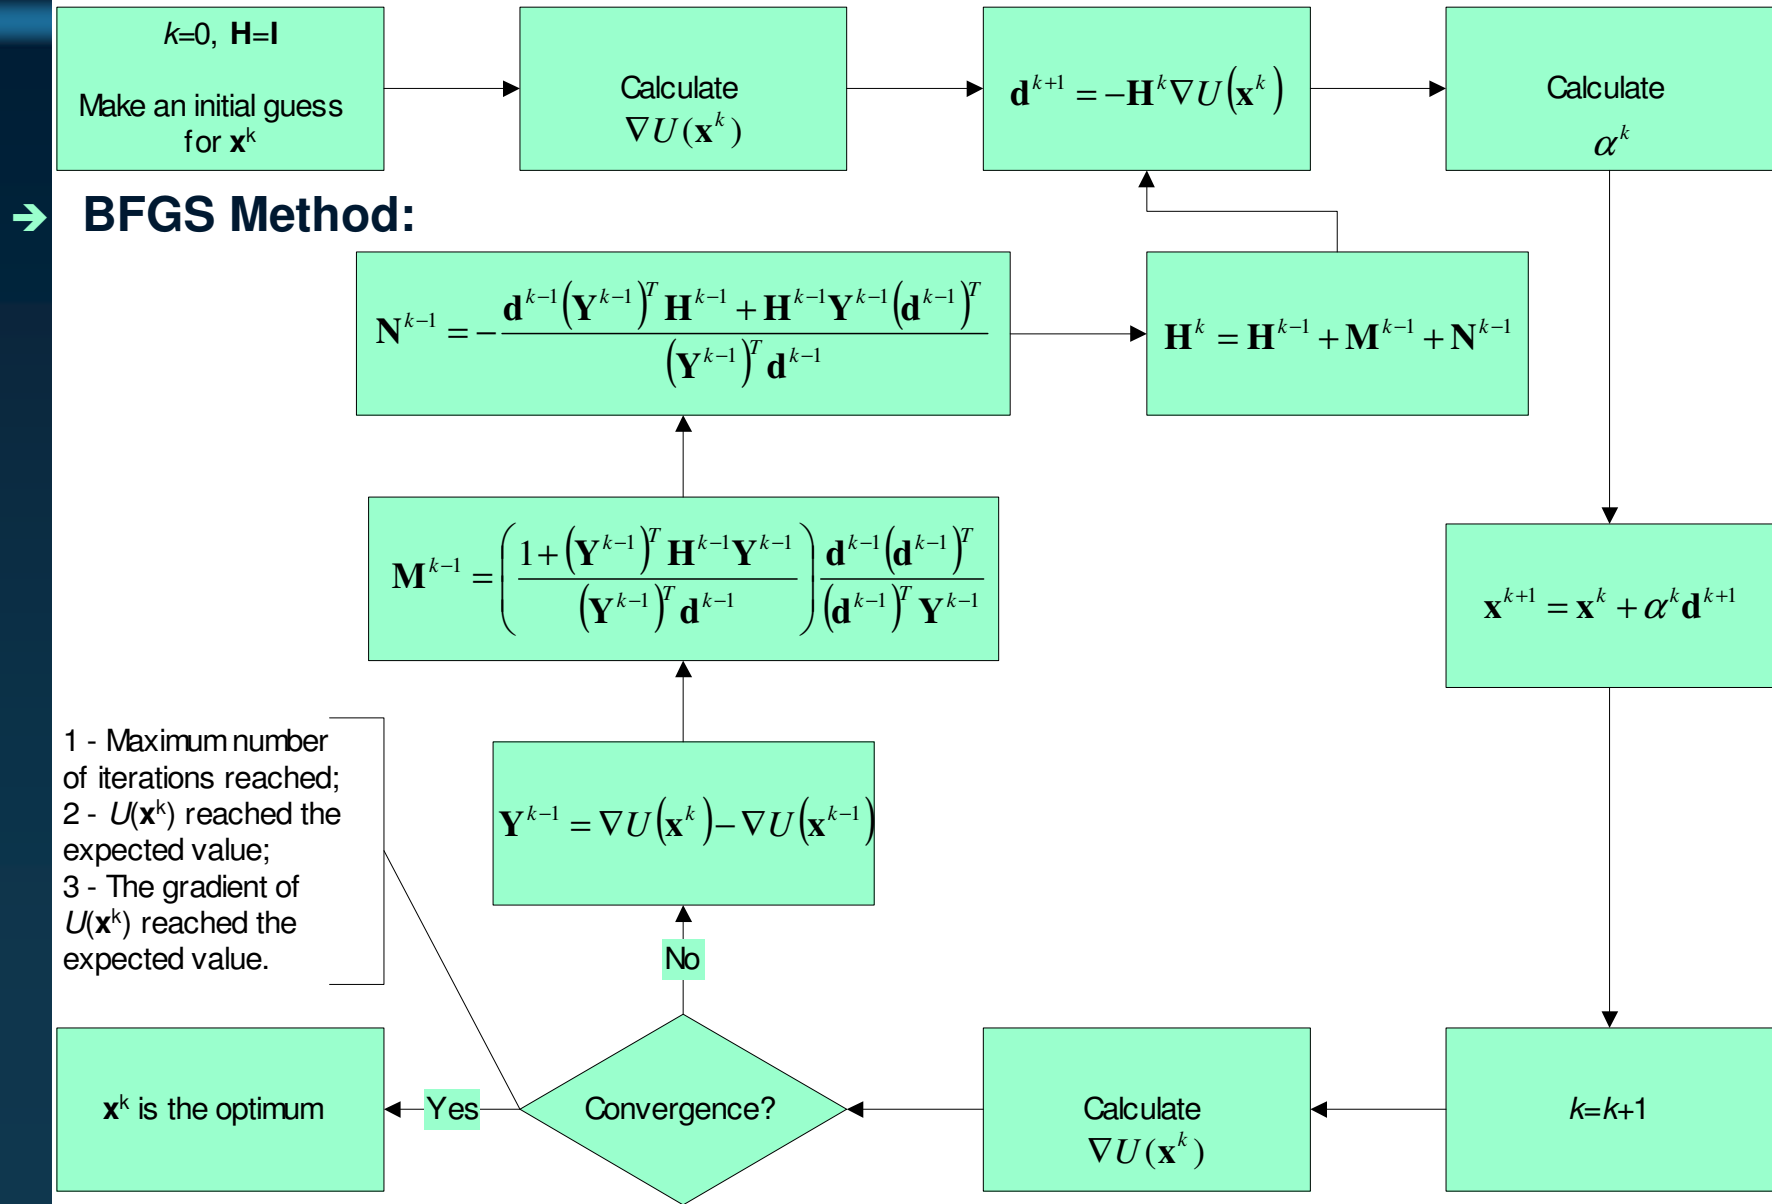 k=0, H=I
Make an initial guess
for x^k
Calculate
∇U(x^k)
d^{k+1} = −H^k ∇U(x^k)
Calculate
α^k
➔ BFGS Method:
N^{k−1} = − (d^{k−1}(Y^{k−1})^T H^{k−1} + H^{k−1}Y^{k−1}(d^{k−1})^T) / ((Y^{k−1})^T d^{k−1})
H^k = H^{k−1} + M^{k−1} + N^{k−1}
M^{k−1} = ((1 + (Y^{k−1})^T H^{k−1}Y^{k−1}) / ((Y^{k−1})^T d^{k−1})) (d^{k−1}(d^{k−1})^T) / ((d^{k−1})^T Y^{k−1})
x^{k+1} = x^k + α^k d^{k+1}
1 - Maximum number
of iterations reached;
2 - U(x^k) reached the
expected value;
3 - The gradient of
U(x^k) reached the
expected value.
Y^{k−1} = ∇U(x^k) − ∇U(x^{k−1})
No
x^k is the optimum
Yes
Convergence?
Calculate
∇U(x^k)
k=k+1